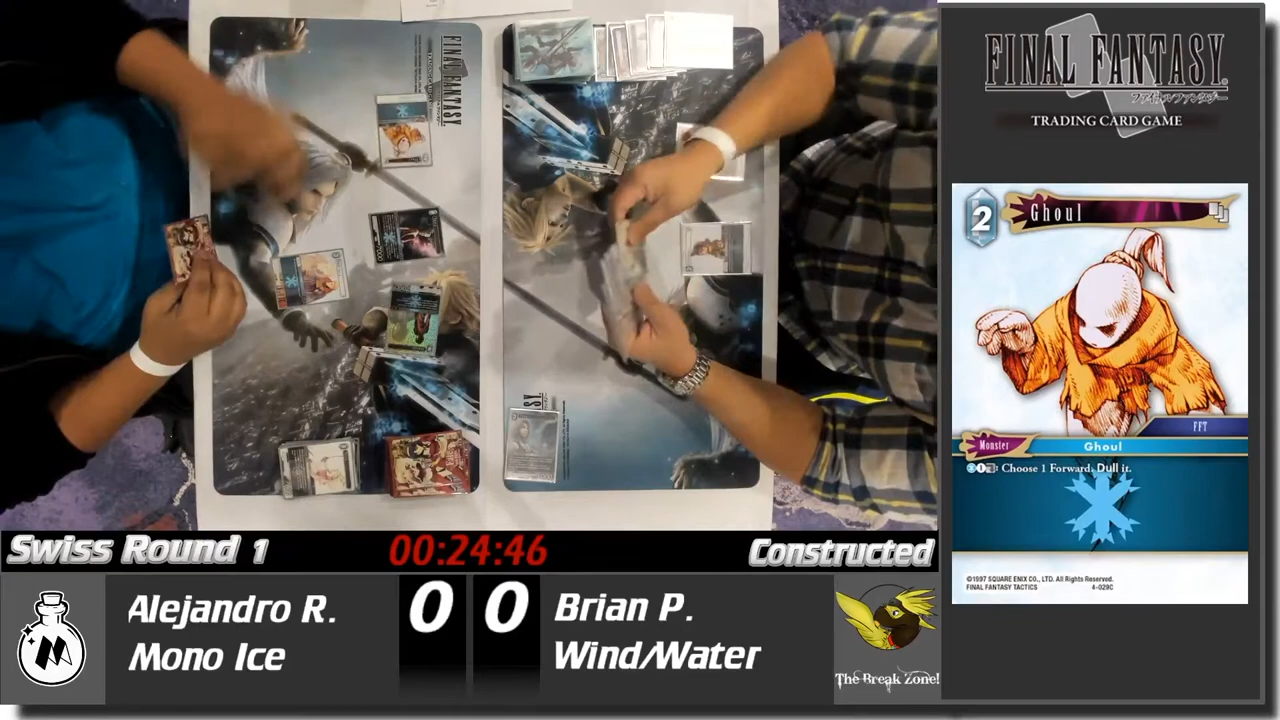 FINAL FANTASY
FINAL FANTASY
ファイナルファンタジー
TRADING CARD GAME
2
Ghoul
FFT
Monster
Ghoul
Choose 1 Forward. Dull it.
©1997 SQUARE ENIX CO., LTD. All Rights Reserved.
FINAL FANTASY TACTICS
4-029C
Swiss Round 1
00:24:46
Constructed
Alejandro R.
Mono Ice
0
0
Brian P.
Wind/Water
M
The Break Zone!